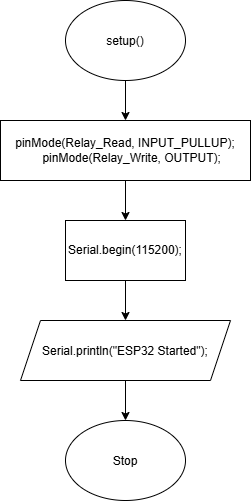 setup()
pinMode(Relay_Read, INPUT_PULLUP);
pinMode(Relay_Write, OUTPUT);
Serial.begin(115200);
Serial.println("ESP32 Started");
Stop